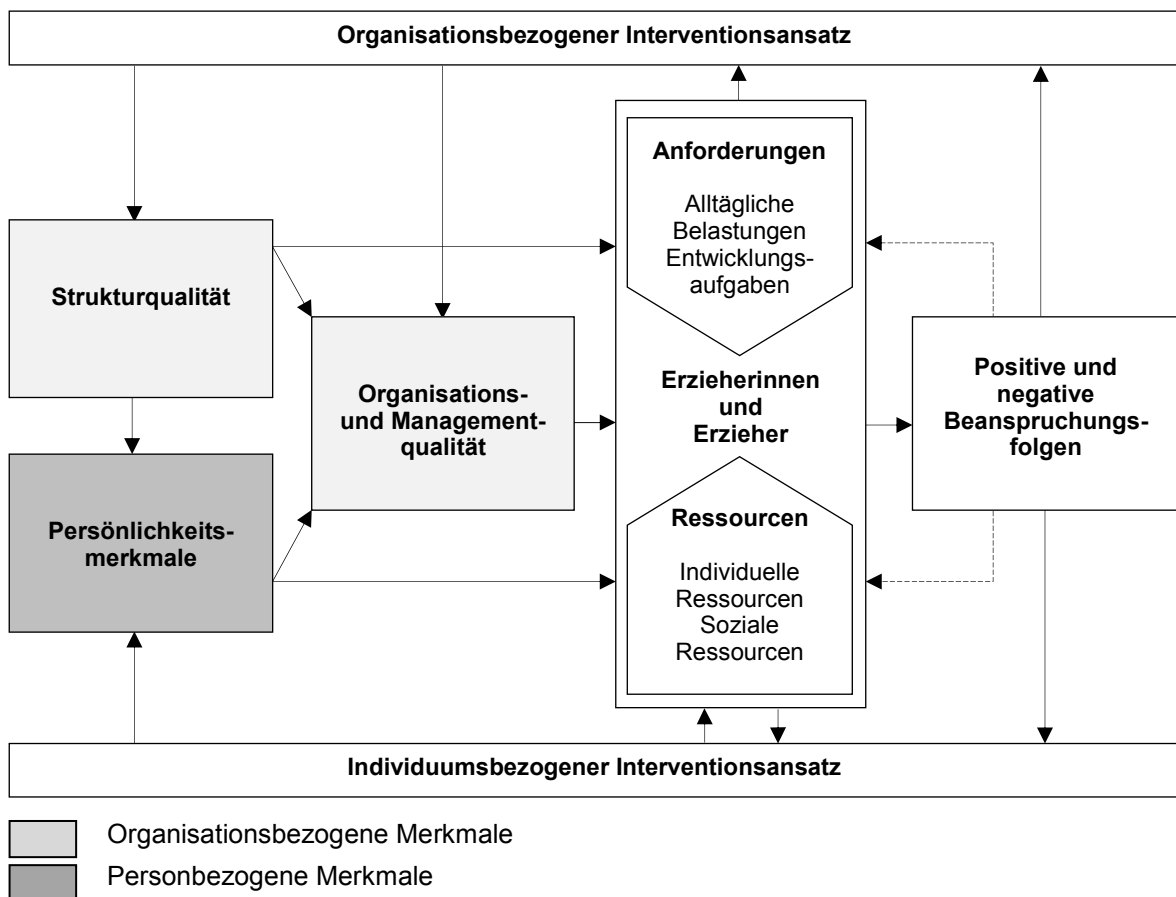 Organisationsbezogener Interventionsansatz
Anforderungen
Alltägliche
Belastungen
Entwicklungs-
aufgaben
Strukturqualität
Organisations-
und Management-
qualität
Erzieherinnen
und
Erzieher
Positive und
negative
Beanspruchungs-
folgen
Persönlichkeits-
merkmale
Ressourcen
Individuelle
Ressourcen
Soziale
Ressourcen
Individuumsbezogener Interventionsansatz
Organisationsbezogene Merkmale
Personbezogene Merkmale